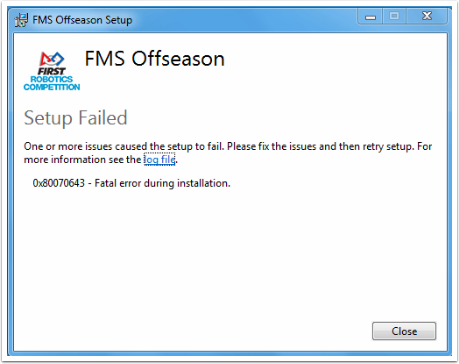 FMS Offseason Setup
FMS Offseason
FIRST
ROBOTICS
COMPETITION
Setup Failed
One or more issues caused the setup to fail. Please fix the issues and then retry setup. For
more information see the log file.
0x80070643 - Fatal error during installation.
Close